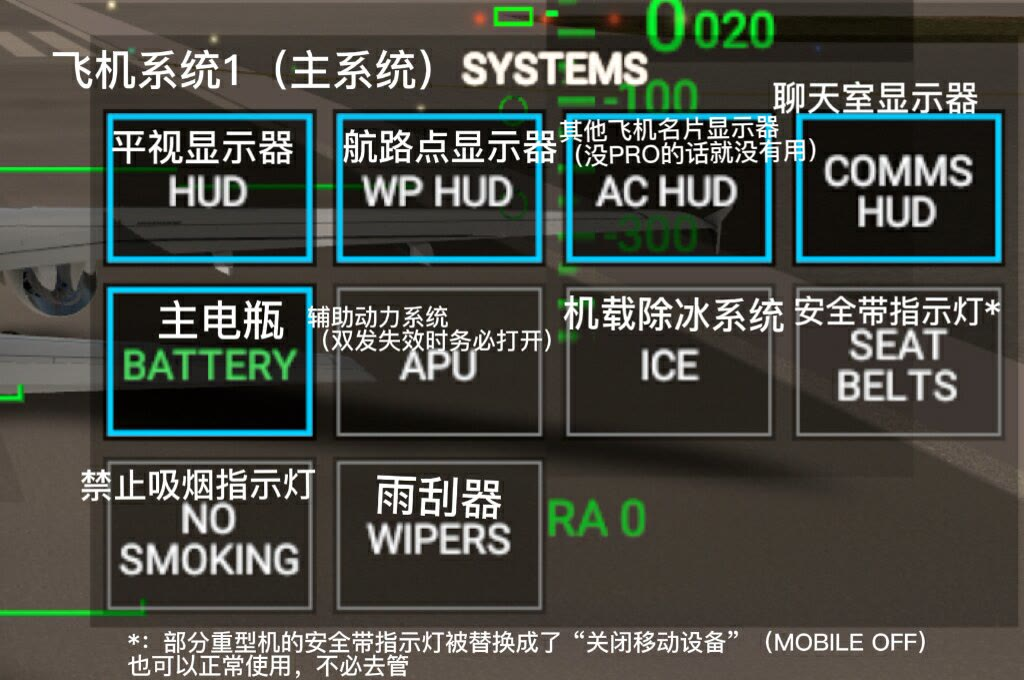 0 020
飞机系统1（主系统） SYSTEMS
-100
聊天室显示器
平视显示器
HUD
航路点显示器
WP HUD
其他飞机名片显示器
（没PRO的话就没有用）
AC HUD
COMMS
HUD
-300
主电瓶
BATTERY
辅助动力系统
（双发失效时务必打开）
APU
机载除冰系统
ICE
安全带指示灯*
SEAT
BELTS
禁止吸烟指示灯
NO
SMOKING
雨刮器
WIPERS
RA 0
*：部分重型机的安全带指示灯被替换成了“关闭移动设备”（MOBILE OFF）
也可以正常使用，不必去管